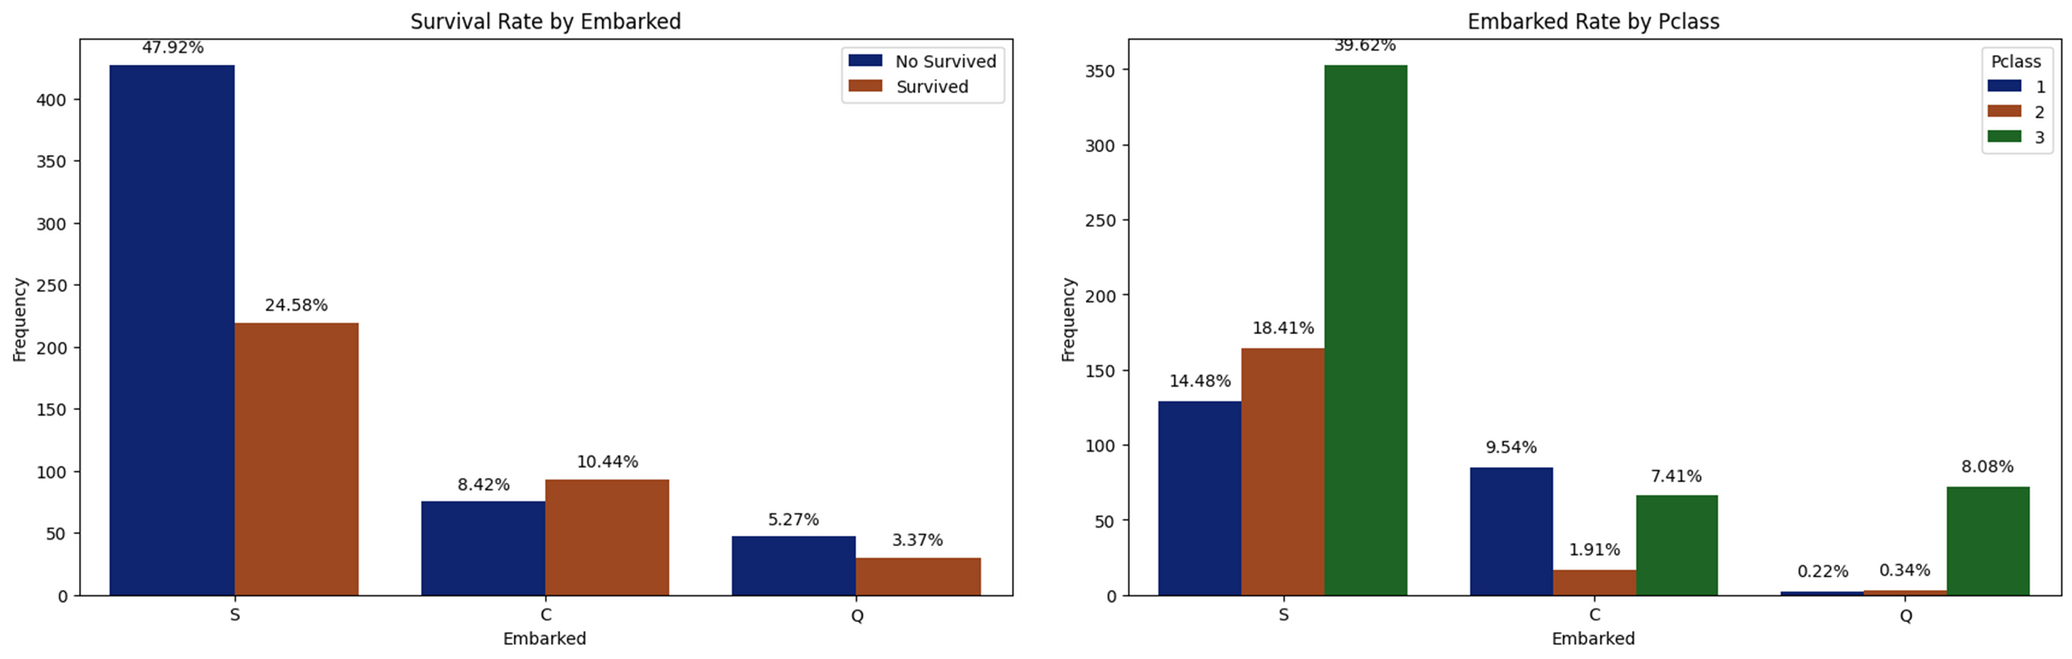 Survival Rate by Embarked
47.92%
No Survived
Survived
400
350
300
24.58%
250
200
150
100
10.44%
8.42%
50
5.27%
3.37%
0
S
C
Q
Frequency
Embarked
Embarked Rate by Pclass
39.62%
Pclass
1
2
3
350
300
250
200
18.41%
150
14.48%
100
9.54%
7.41%
8.08%
50
1.91%
0.22%
0.34%
0
S
C
Q
Frequency
Embarked